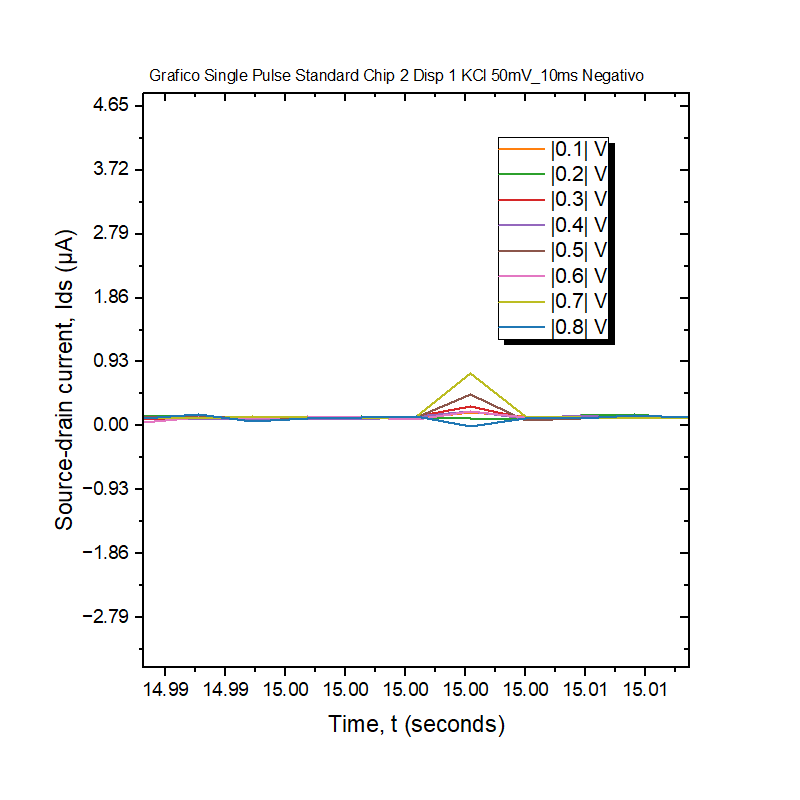 Grafico Single Pulse Standard Chip 2 Disp 1 KCl 50mV_10ms Negativo
4.65
3.72
2.79
1.86
0.93
0.00
−0.93
−1.86
−2.79
Source-drain current, Ids (μA)
|0.1| V
|0.2| V
|0.3| V
|0.4| V
|0.5| V
|0.6| V
|0.7| V
|0.8| V
14.99 14.99 15.00 15.00 15.00 15.00 15.00 15.01 15.01
Time, t (seconds)